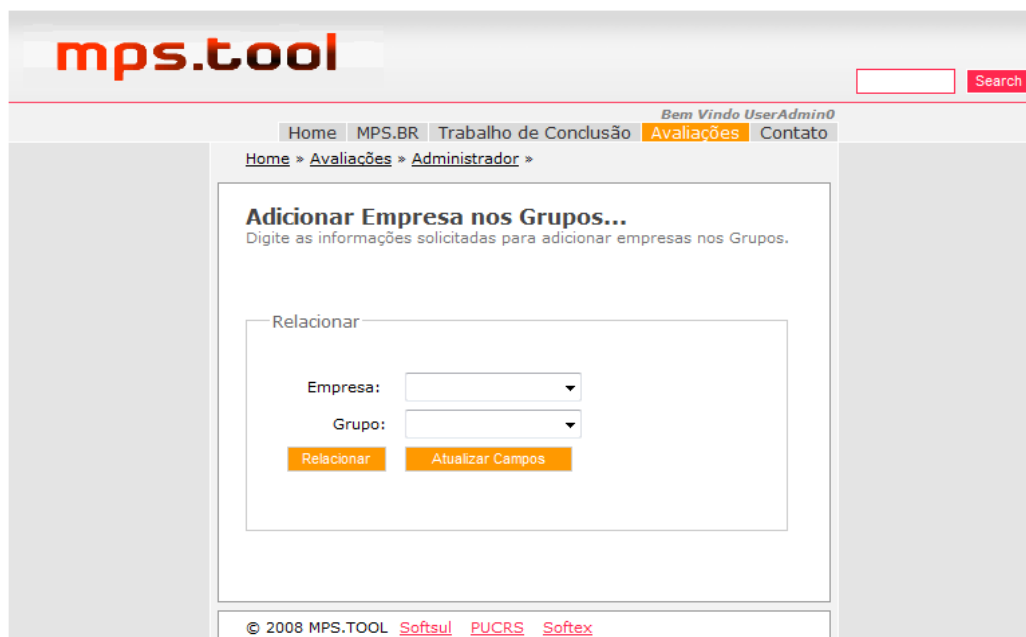 mps.tool
Search
Bem Vindo UserAdmin0
Home MPS.BR Trabalho de Conclusão Avaliações Contato
Home » Avaliações » Administrador »
Adicionar Empresa nos Grupos...
Digite as informações solicitadas para adicionar empresas nos Grupos.
Relacionar
Empresa:
Grupo:
Relacionar Atualizar Campos
© 2008 MPS.TOOL Softsul PUCRS Softex